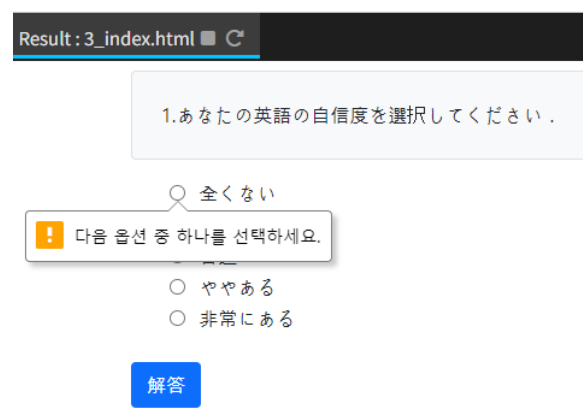 Result : 3_index.html
1.あなたの英語の自信度を選択してください．
全くない
다음 옵션 중 하나를 선택하세요.
ややある
非常にある
解答